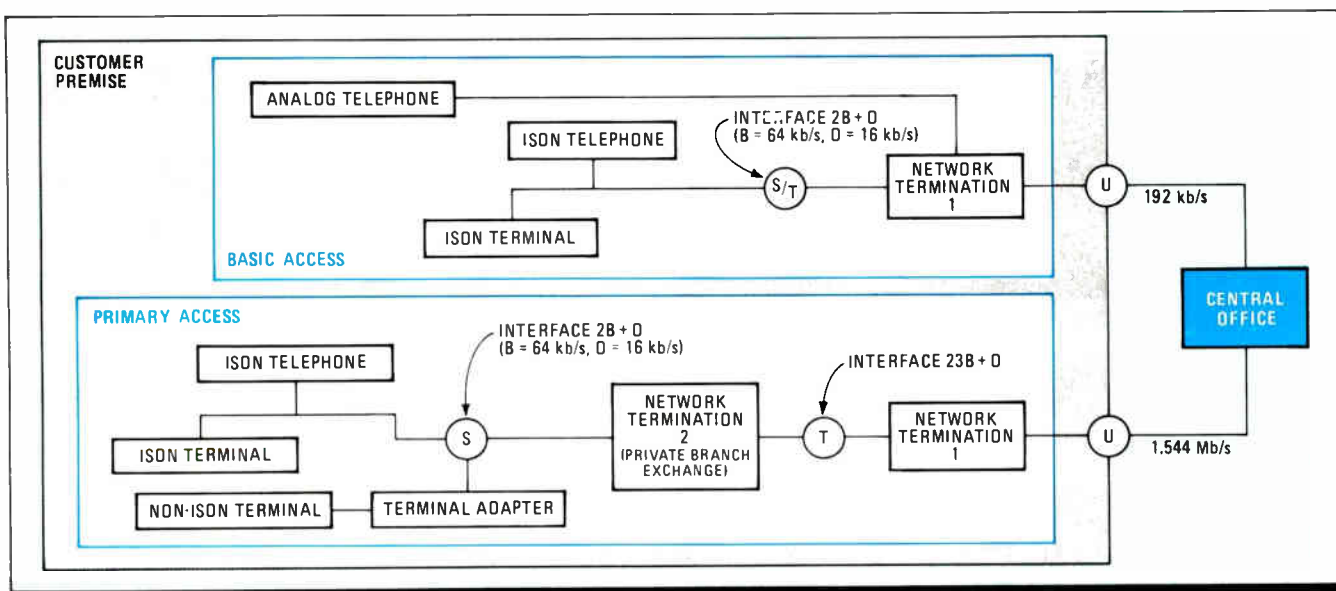 CUSTOMER
PREMISE
ANALOG TELEPHONE
ISDN TELEPHONE
ISDN TERMINAL
BASIC ACCESS
INTERFACE 2B + D
(B = 64 kb/s, D = 16 kb/s)
S/T
NETWORK
TERMINATION
1
U
192 kb/s
CENTRAL
OFFICE
PRIMARY ACCESS
ISDN TELEPHONE
ISDN TERMINAL
NON-ISDN TERMINAL
TERMINAL ADAPTER
INTERFACE 2B + D
(B = 64 kb/s, D = 16 kb/s)
S
NETWORK
TERMINATION
2
(PRIVATE BRANCH
EXCHANGE)
INTERFACE 23B + D
T
NETWORK
TERMINATION
1
U
1.544 Mb/s